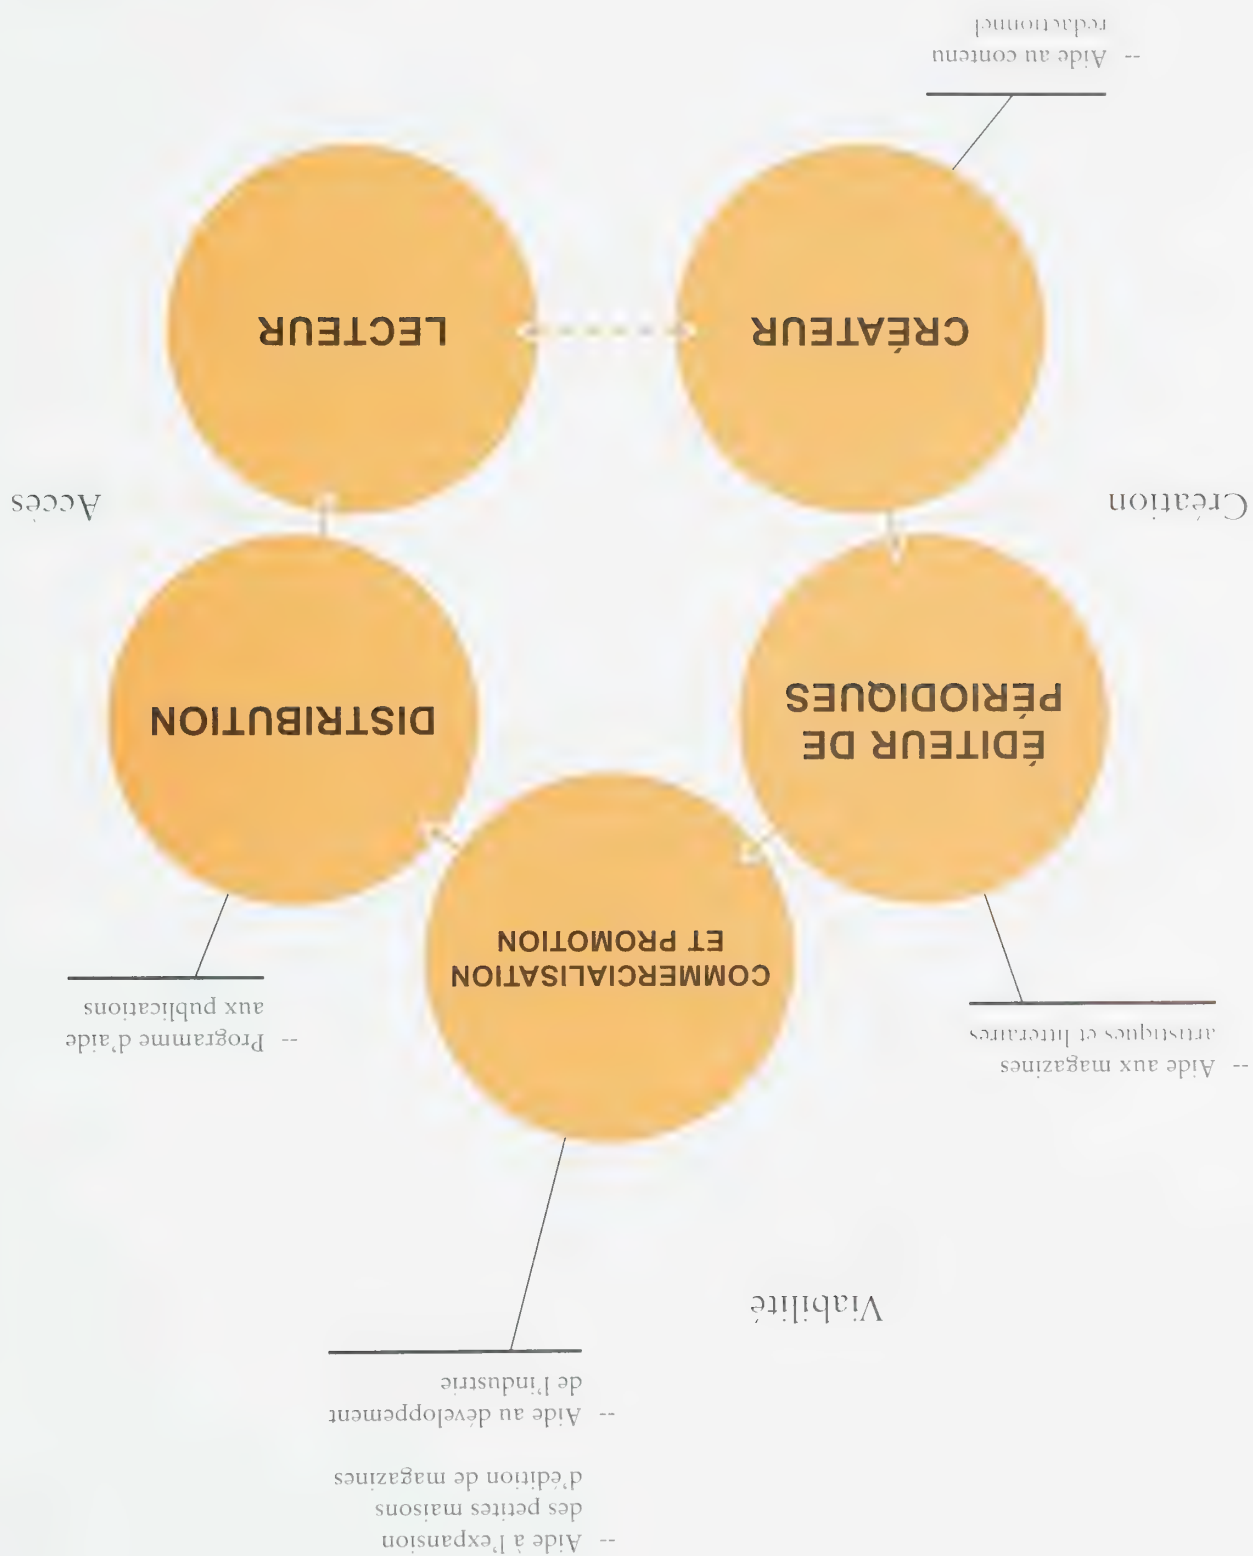 -- Aide à l'expansion
des petites maisons
d'édition de magazines
-- Aide au développement
de l'industrie
Viabilité
-- Aide aux magazines
artistiques et littéraires
-- Programme d'aide
aux publications
COMMERCIALISATION
ET PROMOTION
ÉDITEUR DE
PÉRIODIQUES
DISTRIBUTION
Création
Accès
CRÉATEUR
LECTEUR
-- Aide au contenu
rédactionnel